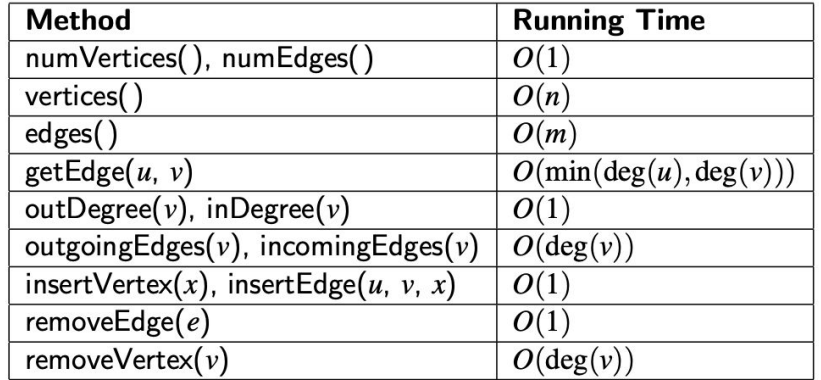 Method Running Time
numVertices( ), numEdges( ) O(1)
vertices( ) O(n)
edges( ) O(m)
getEdge(u, v) O(min(deg(u),deg(v)))
outDegree(v), inDegree(v) O(1)
outgoingEdges(v), incomingEdges(v) O(deg(v))
insertVertex(x), insertEdge(u, v, x) O(1)
removeEdge(e) O(1)
removeVertex(v) O(deg(v))